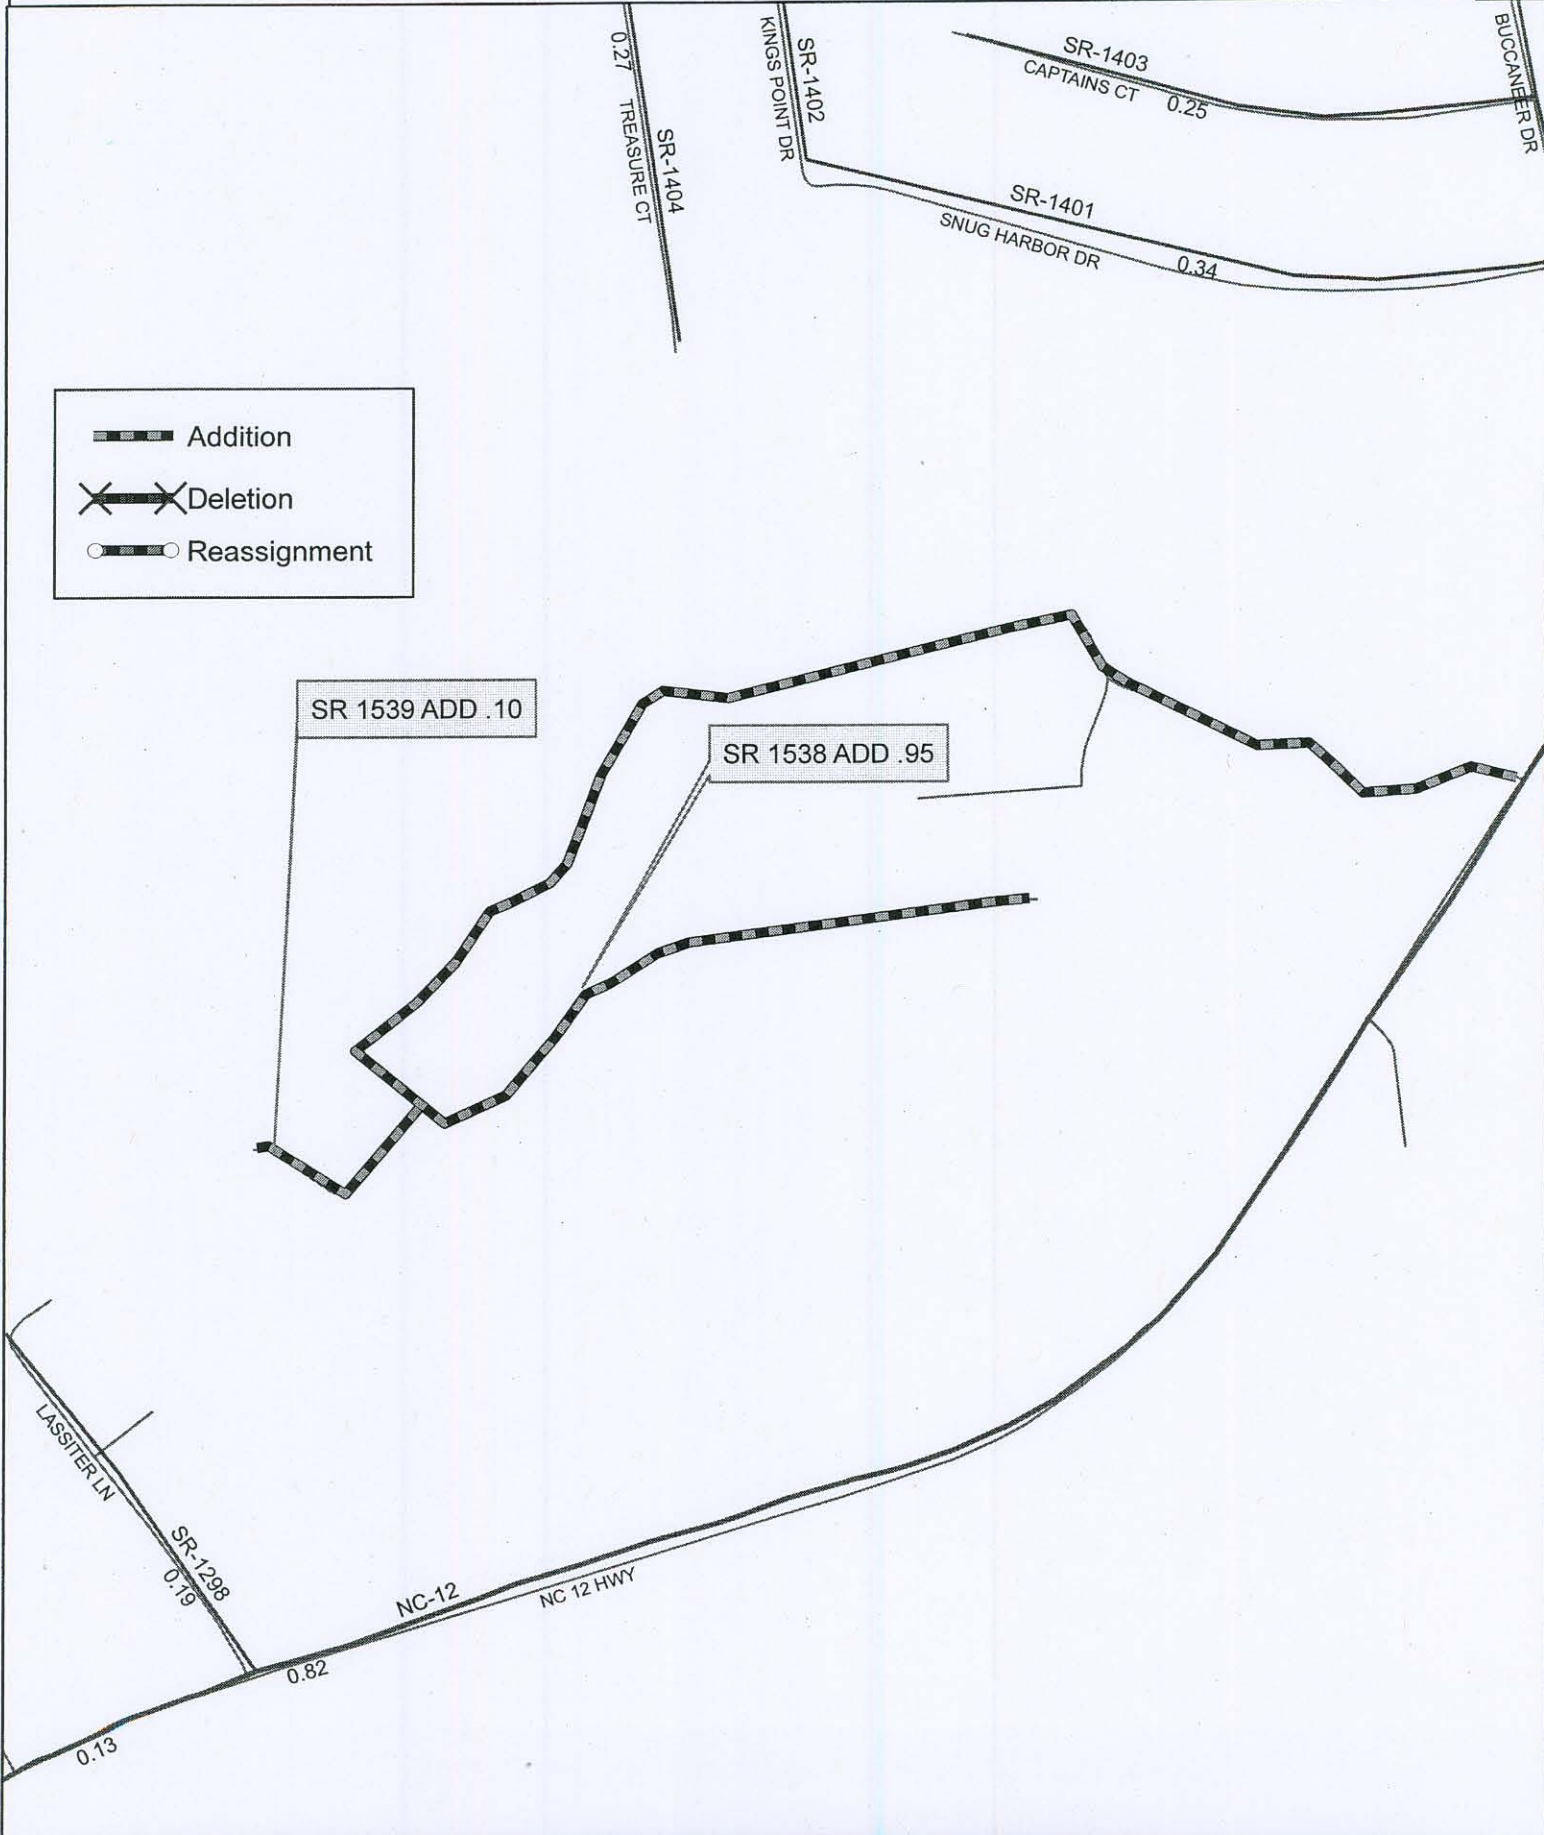 0.27
TREASURE CT
SR-1404
KINGS POINT DR
SR-1402
SR-1403
CAPTAINS CT
0.25
BUCCANEER DR
SR-1401
SNUG HARBOR DR
0.34
Addition
Deletion
Reassignment
SR 1539 ADD .10
SR 1538 ADD .95
LASSITER LN
SR-1298
0.19
NC-12
NC 12 HWY
0.82
0.13